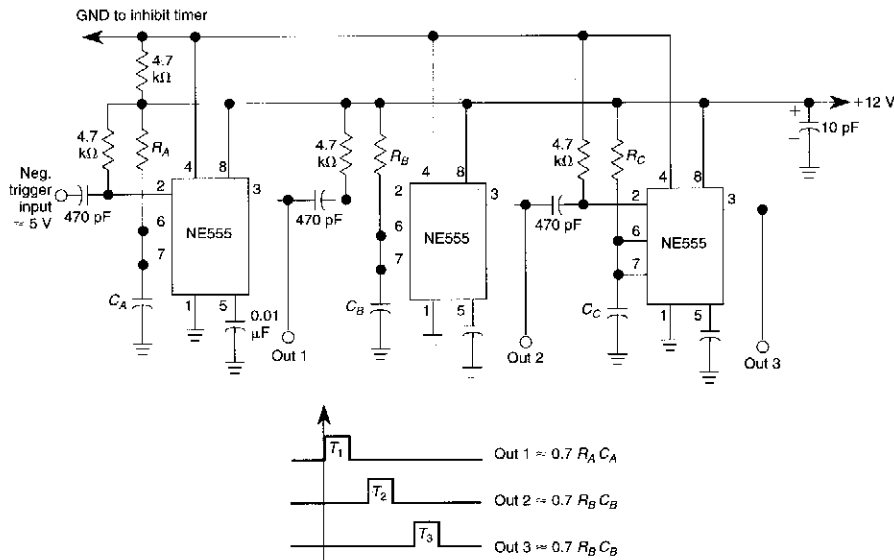 GND to inhibit timer
4.7
kΩ
+12 V
+
−
10 pF
4.7
kΩ
R_A
4
8
3
Neg.
trigger
input
≈ 5 V
470 pF
2
NE555
6
7
C_A
1
5
0.01
μF
Out 1
4.7
kΩ
470 pF
R_B
4
8
3
2
NE555
6
7
C_B
1
5
Out 2
4.7
kΩ
470 pF
R_C
4
8
3
2
NE555
6
7
C_C
1
5
Out 3
T_1
Out 1 ≈ 0.7 R_A C_A
T_2
Out 2 ≈ 0.7 R_B C_B
T_3
Out 3 ≈ 0.7 R_B C_B